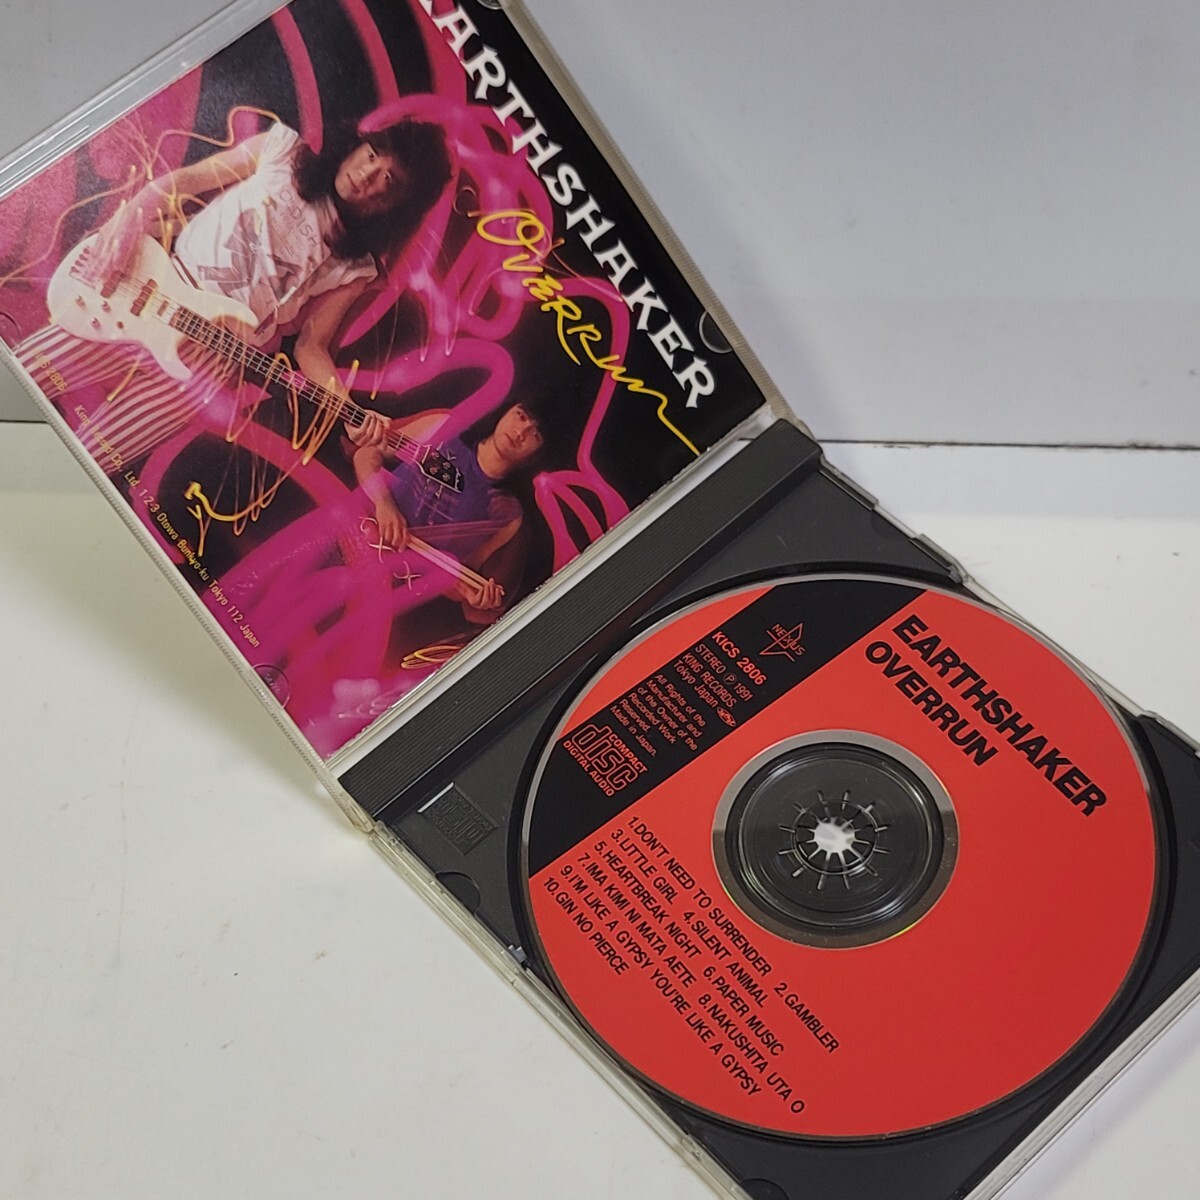 EARTHSHAKER
OVERRUN
King Record Co., Ltd. 1-2-3 Otowa Bunkyo-ku Tokyo 112 Japan
NEXUS
KICS 2806
STEREO Ⓟ 1991
KING RECORDS
Tokyo Japan
All Rights of the
Manufacturer and
of the Owner of the
Recorded Work
Reserved.
Made in Japan.
COMPACT
disc
DIGITAL AUDIO
EARTHSHAKER
OVERRUN
1.DON'T NEED TO SURRENDER 2.GAMBLER
3.LITTLE GIRL 4.SILENT ANIMAL
5.HEARTBREAK NIGHT 6.PAPER MUSIC
7.IMA KIMI NI MATA AETE 8.NAKUSHITA UTA O
9.I'M LIKE A GYPSY YOU'RE LIKE A GYPSY
10.GIN NO PIERCE